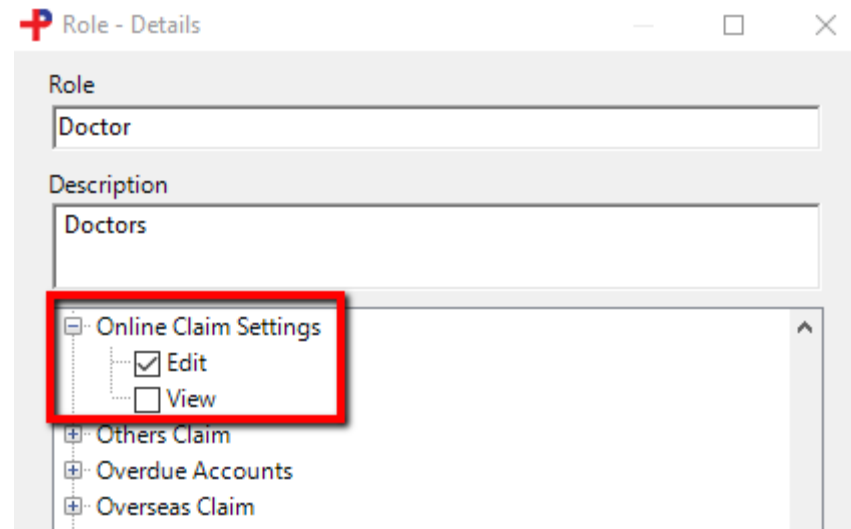 Role - Details
Role
Doctor
Description
Doctors
Online Claim Settings
Edit
View
Others Claim
Overdue Accounts
Overseas Claim